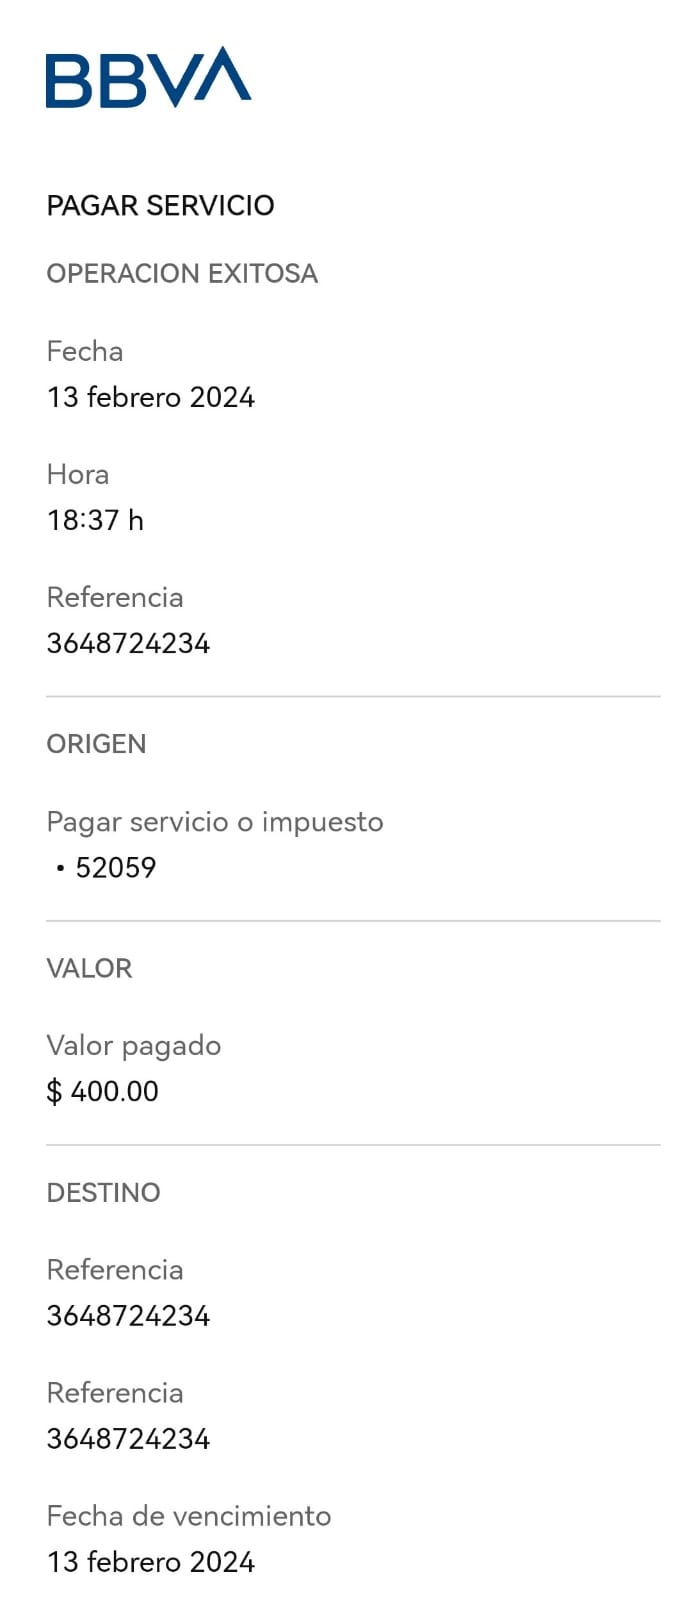 BBVA
PAGAR SERVICIO
OPERACION EXITOSA
Fecha
13 febrero 2024
Hora
18:37 h
Referencia
3648724234
ORIGEN
Pagar servicio o impuesto
• 52059
VALOR
Valor pagado
$ 400.00
DESTINO
Referencia
3648724234
Referencia
3648724234
Fecha de vencimiento
13 febrero 2024